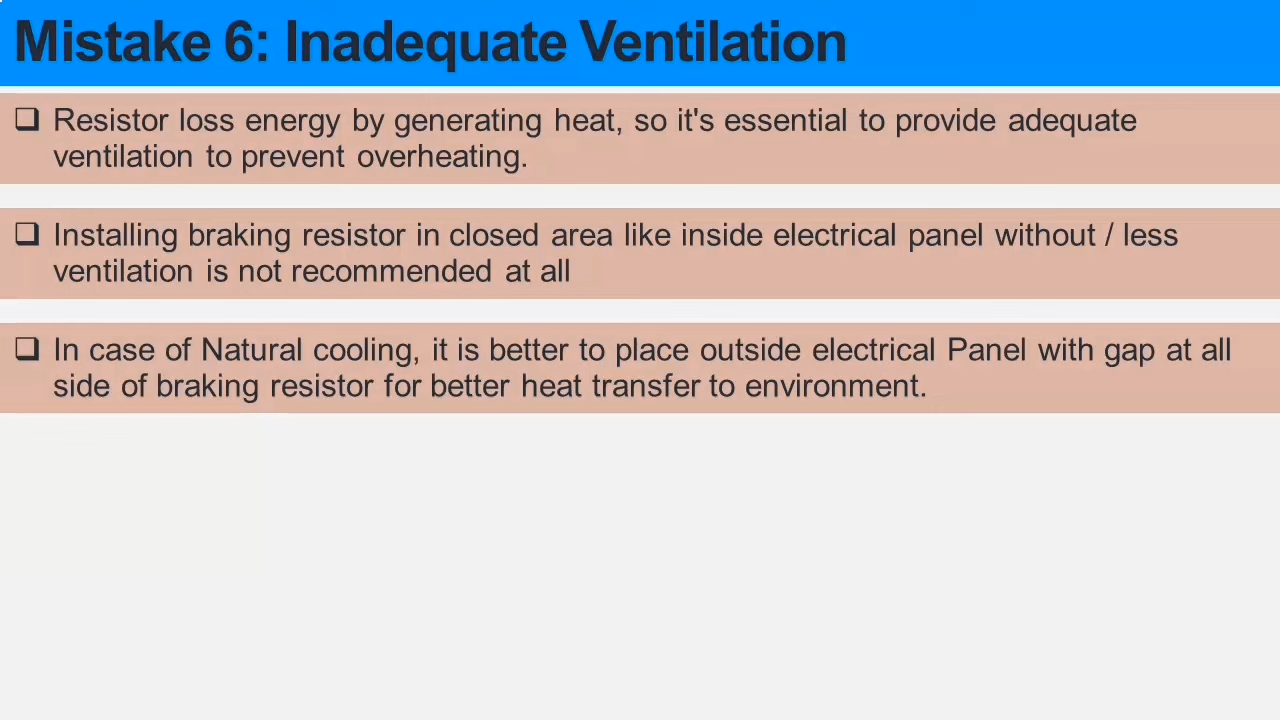 Mistake 6: Inadequate Ventilation
❑ Resistor loss energy by generating heat, so it's essential to provide adequate
ventilation to prevent overheating.
❑ Installing braking resistor in closed area like inside electrical panel without / less
ventilation is not recommended at all
❑ In case of Natural cooling, it is better to place outside electrical Panel with gap at all
side of braking resistor for better heat transfer to environment.